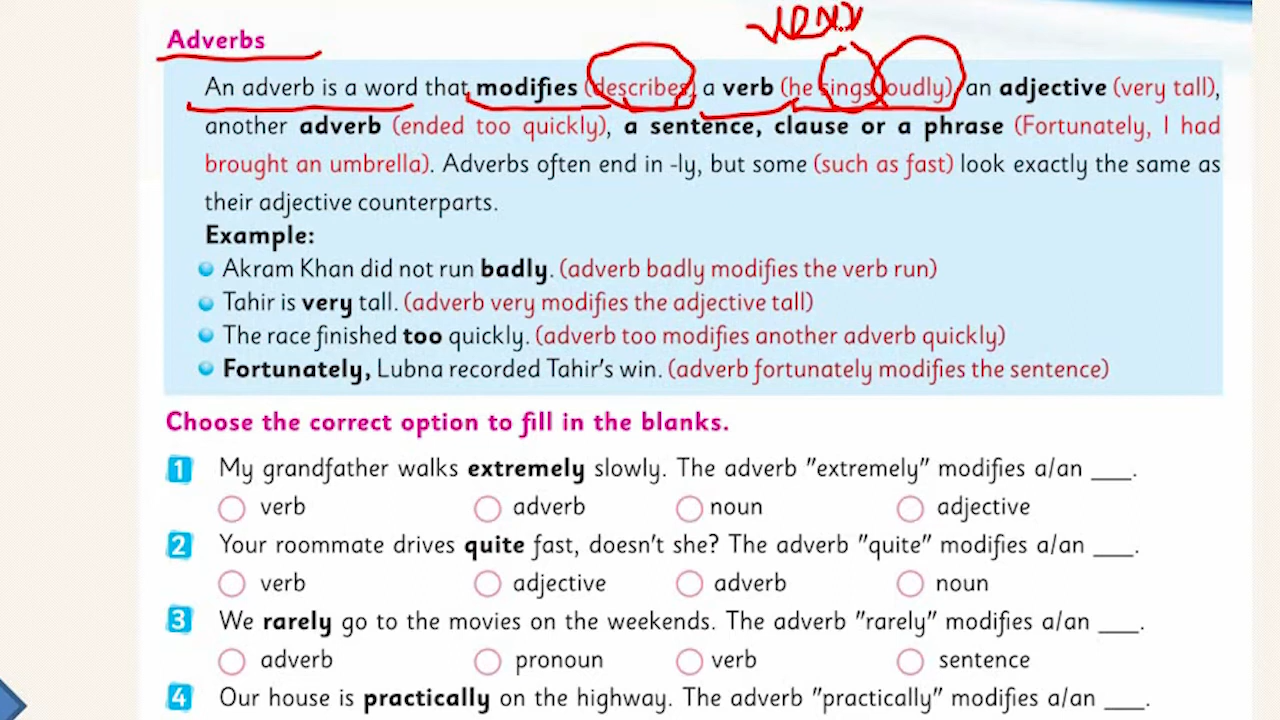 Adverbs
An adverb is a word that modifies (describes) a verb (he sings loudly), an adjective (very tall),
another adverb (ended too quickly), a sentence, clause or a phrase (Fortunately, I had
brought an umbrella). Adverbs often end in -ly, but some (such as fast) look exactly the same as
their adjective counterparts.
Example:
Akram Khan did not run badly. (adverb badly modifies the verb run)
Tahir is very tall. (adverb very modifies the adjective tall)
The race finished too quickly. (adverb too modifies another adverb quickly)
Fortunately, Lubna recorded Tahir's win. (adverb fortunately modifies the sentence)
Choose the correct option to fill in the blanks.
1 My grandfather walks extremely slowly. The adverb "extremely" modifies a/an ___.
verb adverb noun adjective
2 Your roommate drives quite fast, doesn't she? The adverb "quite" modifies a/an ___.
verb adjective adverb noun
3 We rarely go to the movies on the weekends. The adverb "rarely" modifies a/an ___.
adverb pronoun verb sentence
4 Our house is practically on the highway. The adverb "practically" modifies a/an ___.